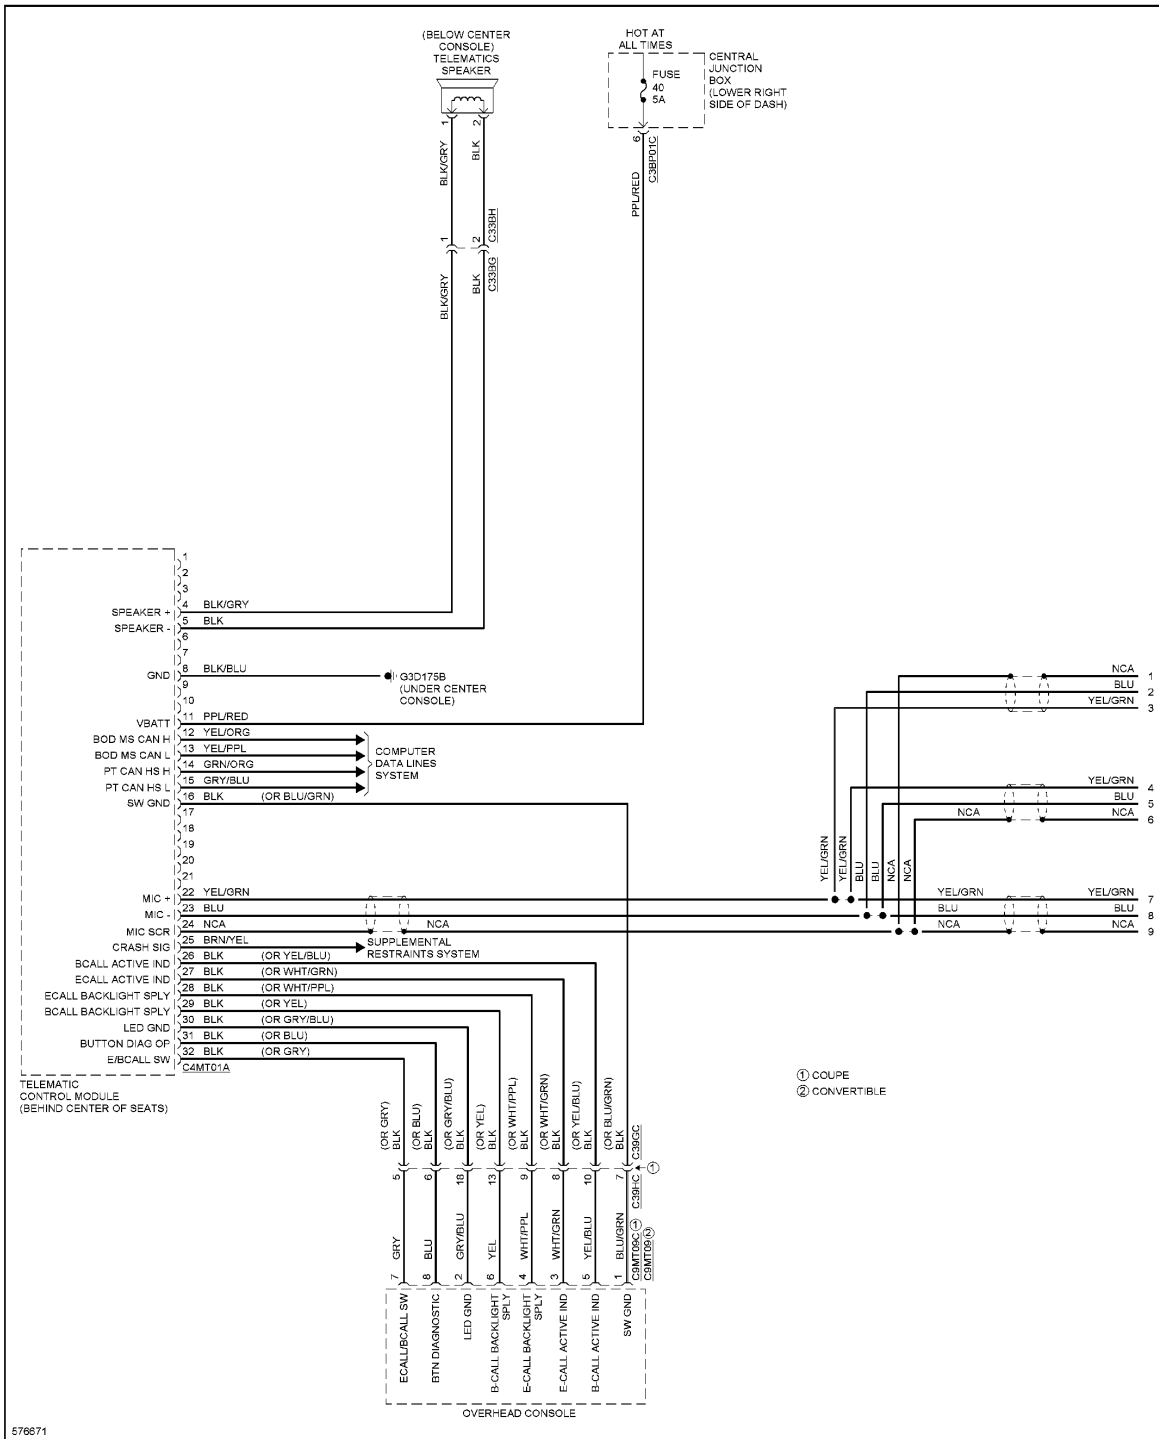 (BELOW CENTER
CONSOLE)
TELEMATICS
SPEAKER
HOT AT
ALL TIMES
FUSE
40
5A
CENTRAL
JUNCTION
BOX
(LOWER RIGHT
SIDE OF DASH)
1 2
BLK/GRY
BLK
6
C3BP01C
PPL/RED
1 2
C33BH
C33BG
BLK/GRY
BLK
1
2
3
SPEAKER + 4 BLK/GRY
SPEAKER - 5 BLK
6
7
GND 8 BLK/BLU
G3D175B
(UNDER CENTER
CONSOLE)
9
10
VBATT 11 PPL/RED
BOD MS CAN H 12 YEL/ORG
BOD MS CAN L 13 YEL/PPL
PT CAN HS H 14 GRN/ORG
PT CAN HS L 15 GRY/BLU
COMPUTER
DATA LINES
SYSTEM
SW GND 16 BLK (OR BLU/GRN)
17
18
19
20
21
MIC + 22 YEL/GRN
MIC - 23 BLU
MIC SCR 24 NCA NCA
CRASH SIG 25 BRN/YEL
SUPPLEMENTAL
RESTRAINTS SYSTEM
BCALL ACTIVE IND 26 BLK (OR YEL/BLU)
ECALL ACTIVE IND 27 BLK (OR WHT/GRN)
ECALL BACKLIGHT SPLY 28 BLK (OR WHT/PPL)
BCALL BACKLIGHT SPLY 29 BLK (OR YEL)
LED GND 30 BLK (OR GRY/BLU)
BUTTON DIAG OP 31 BLK (OR BLU)
E/BCALL SW 32 BLK (OR GRY)
C4MT01A
TELEMATIC
CONTROL MODULE
(BEHIND CENTER OF SEATS)
NCA 1
BLU 2
YEL/GRN 3
YEL/GRN 4
BLU 5
NCA NCA 6
YEL/GRN
YEL/GRN
BLU
BLU
NCA
NCA
YEL/GRN YEL/GRN 7
BLU BLU 8
NCA NCA 9
1 COUPE
2 CONVERTIBLE
(OR GRY)
BLK
(OR BLU)
BLK
(OR GRY/BLU)
BLK
(OR YEL)
BLK
(OR WHT/PPL)
BLK
(OR WHT/GRN)
BLK
(OR YEL/BLU)
BLK
(OR BLU/GRN)
BLK
C39GC
1
5 6 18 13 9 8 10 7
C39HC
GRY
BLU
GRY/BLU
YEL
WHT/PPL
WHT/GRN
YEL/BLU
BLU/GRN
C9MT09C 1
C9MT09 2
7 8 2 6 4 3 5 1
ECALL/BCALL SW
BTN DIAGNOSTIC
LED GND
B-CALL BACKLIGHT
SPLY
E-CALL BACKLIGHT
SPLY
E-CALL ACTIVE IND
B-CALL ACTIVE IND
SW GND
OVERHEAD CONSOLE
576671